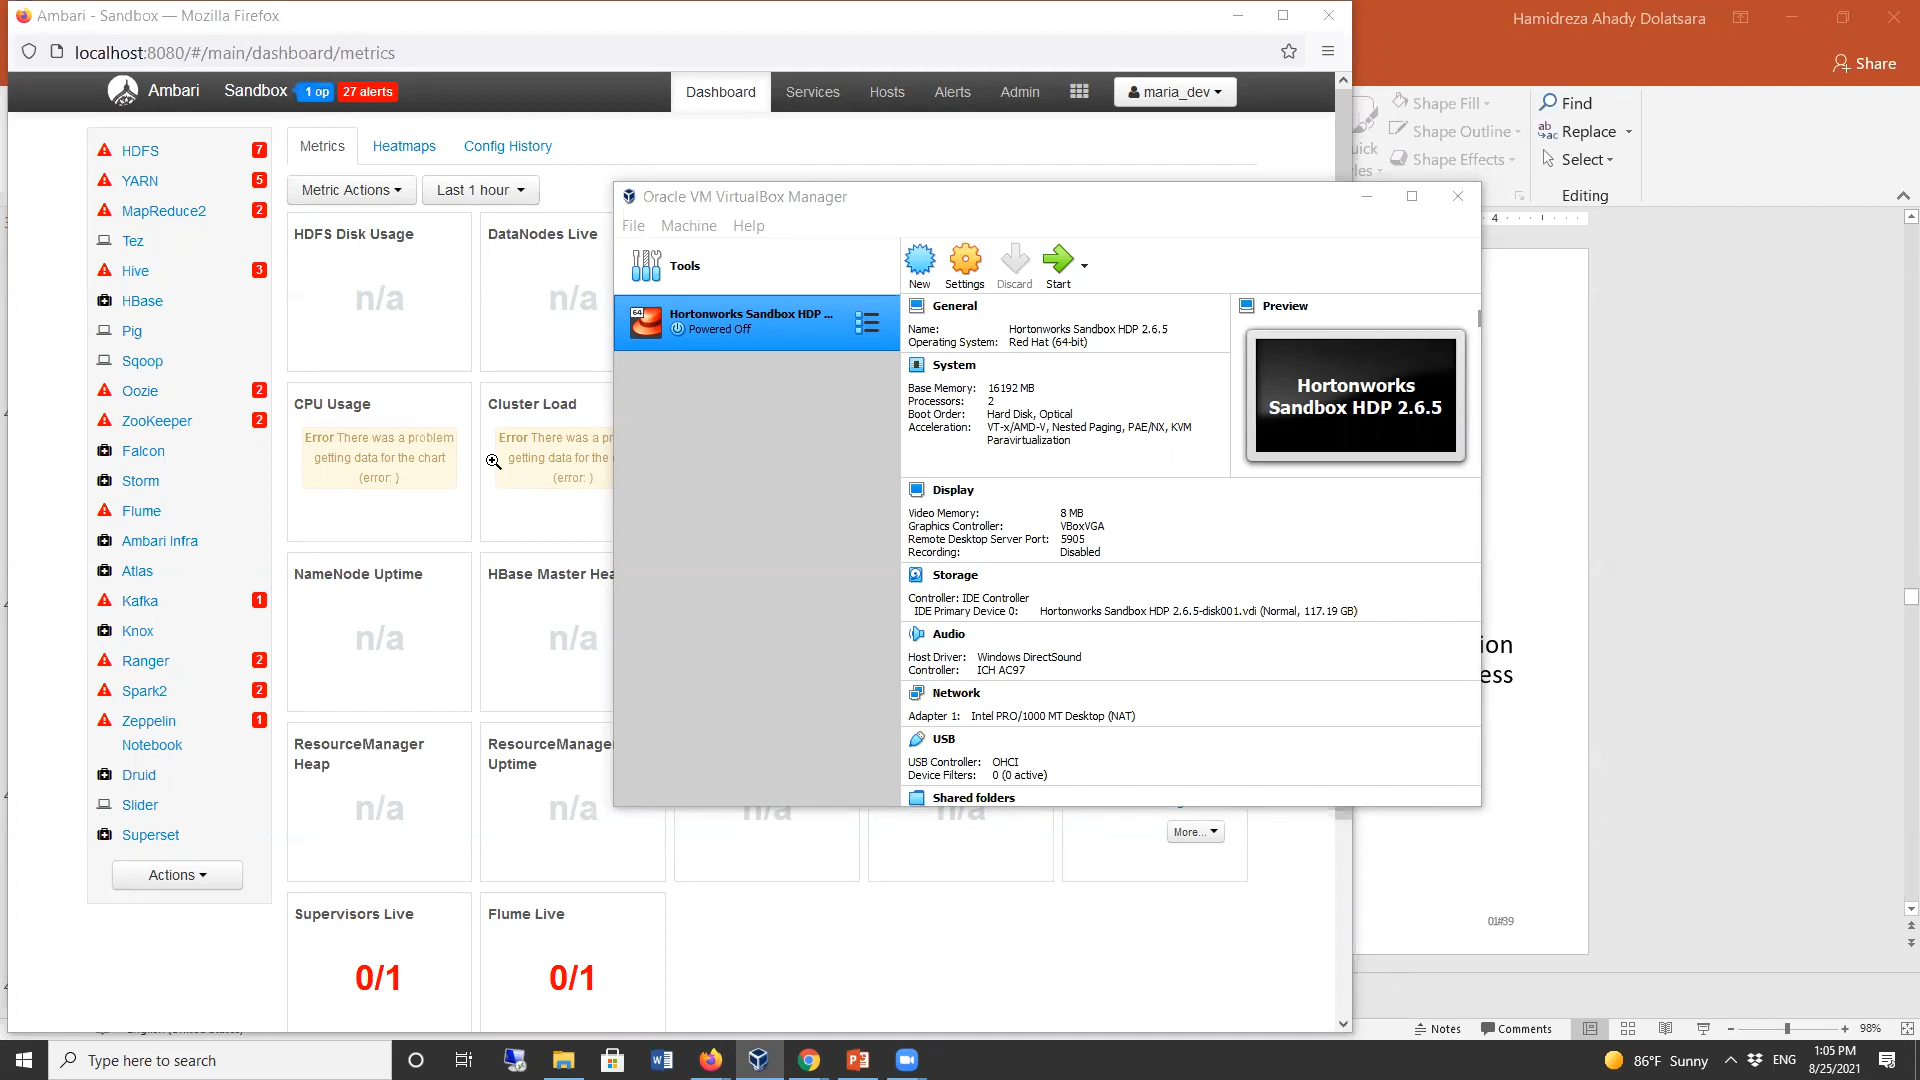 Ambari - Sandbox — Mozilla Firefox
localhost:8080/#/main/dashboard/metrics
Ambari Sandbox 1 op 27 alerts
Dashboard Services Hosts Alerts Admin maria_dev
HDFS 7
YARN 5
MapReduce2 2
Tez
Hive 3
HBase
Pig
Sqoop
Oozie 2
ZooKeeper 2
Falcon
Storm
Flume
Ambari Infra
Atlas
Kafka 1
Knox
Ranger 2
Spark2 2
Zeppelin 1
Notebook
Druid
Slider
Superset
Actions
Metrics Heatmaps Config History
Metric Actions Last 1 hour
HDFS Disk Usage
n/a
DataNodes Live
n/a
CPU Usage
Error There was a problem
getting data for the chart
(error: )
Cluster Load
Error There was a pr
getting data for the
(error: )
NameNode Uptime
n/a
HBase Master Hea
n/a
ResourceManager
Heap
n/a
ResourceManager
Uptime
n/a
n/a
n/a
More...
Supervisors Live
0/1
Flume Live
0/1
Oracle VM VirtualBox Manager
File Machine Help
Tools
New Settings Discard Start
64
Hortonworks Sandbox HDP ...
Powered Off
General
Name: Hortonworks Sandbox HDP 2.6.5
Operating System: Red Hat (64-bit)
System
Base Memory: 16192 MB
Processors: 2
Boot Order: Hard Disk, Optical
Acceleration: VT-x/AMD-V, Nested Paging, PAE/NX, KVM
Paravirtualization
Preview
Hortonworks
Sandbox HDP 2.6.5
Display
Video Memory: 8 MB
Graphics Controller: VBoxVGA
Remote Desktop Server Port: 5905
Recording: Disabled
Storage
Controller: IDE Controller
IDE Primary Device 0: Hortonworks Sandbox HDP 2.6.5-disk001.vdi (Normal, 117.19 GB)
Audio
Host Driver: Windows DirectSound
Controller: ICH AC97
Network
Adapter 1: Intel PRO/1000 MT Desktop (NAT)
USB
USB Controller: OHCI
Device Filters: 0 (0 active)
Shared folders
Hamidreza Ahady Dolatsara
Share
Shape Fill
Shape Outline
Shape Effects
Find
Replace
Select
Editing
4
ion
ess
Notes Comments 98%
Type here to search
86°F Sunny ENG
1:05 PM
8/25/2021